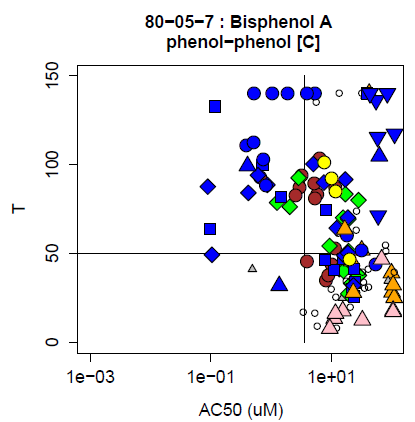 80−05−7 : Bisphenol A
phenol−phenol [C]
150
100
50
0
T
1e−03
1e−01
1e+01
AC50 (uM)